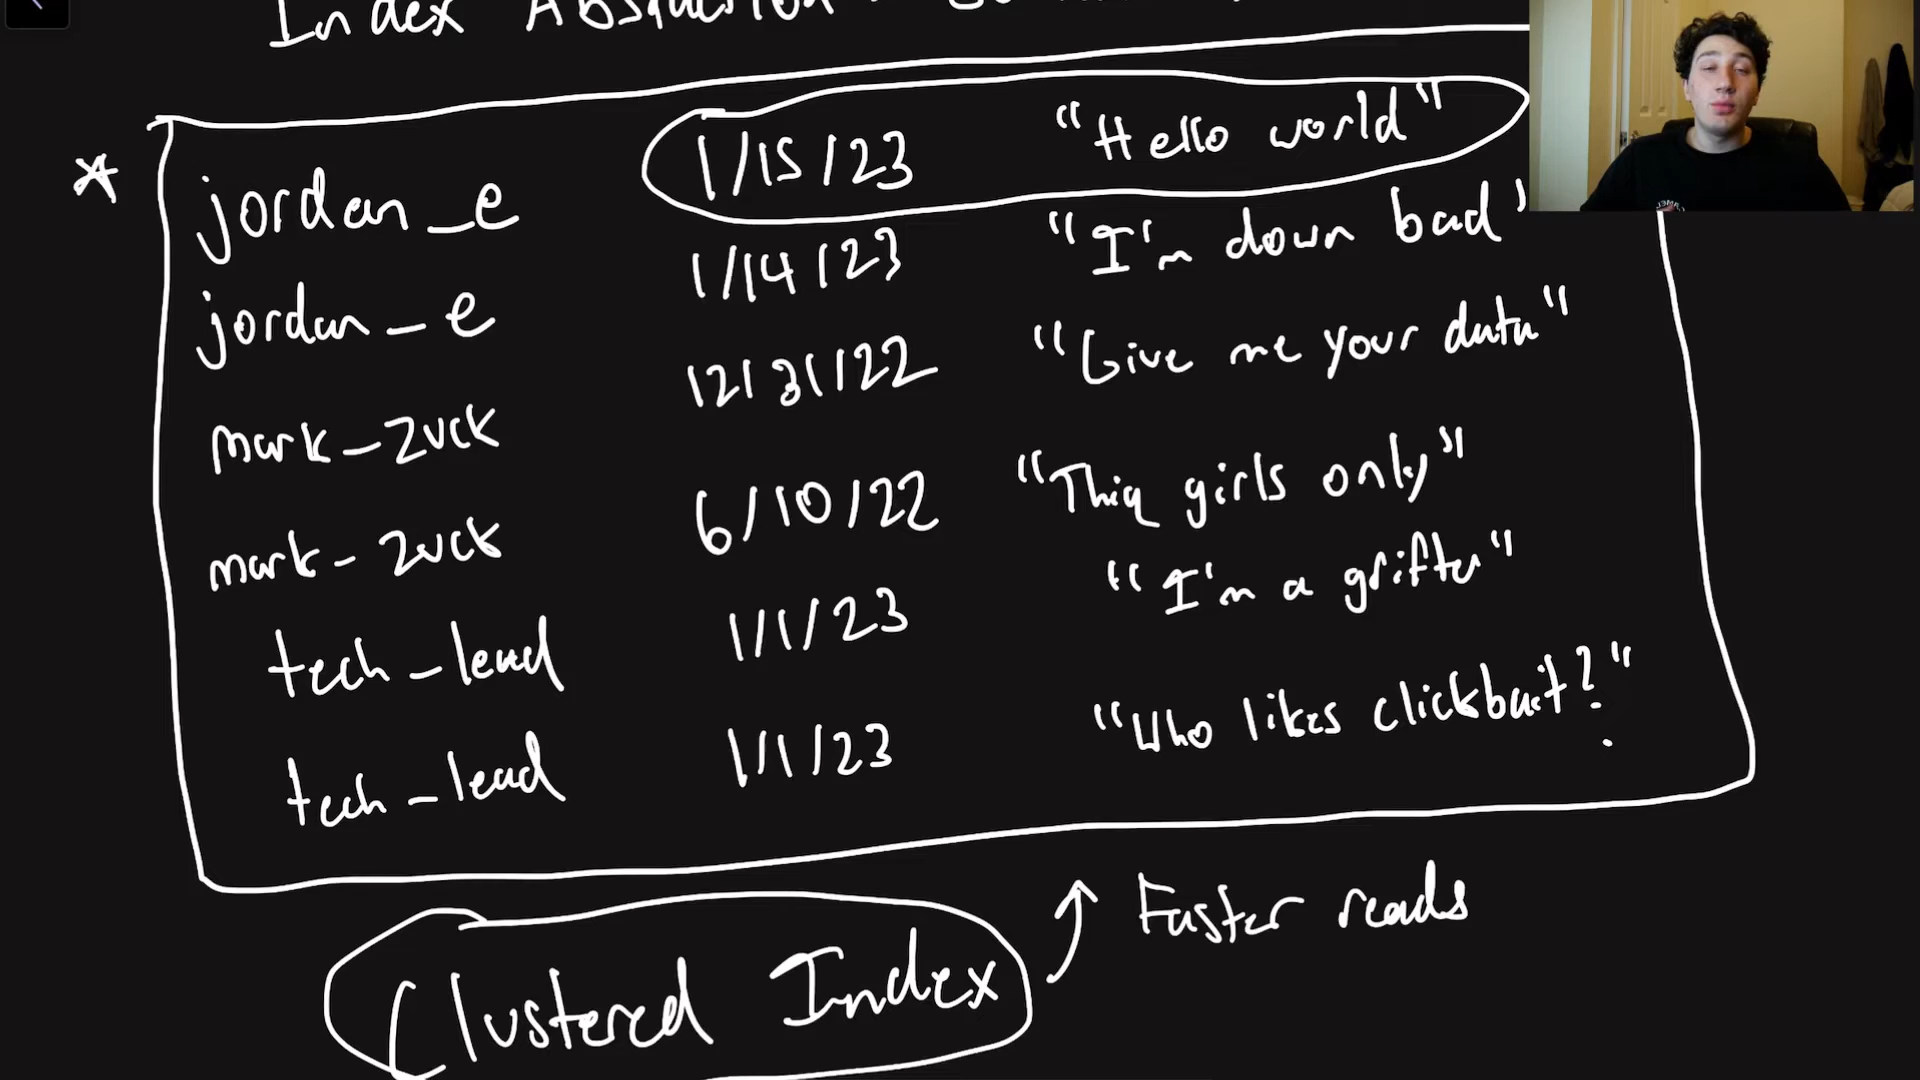 Index Abstraction
* jordan_e 1/15/23 "Hello world"
jordan_e 1/14/23 "I'm down bad"
mark_zuck 12/31/22 "Give me your data"
mark_zuck 6/10/22 "Thiq girls only"
tech_lead 1/1/23 "I'm a grifter"
tech_lead 1/1/23 "Who likes clickbait?"
Clustered Index
Faster reads